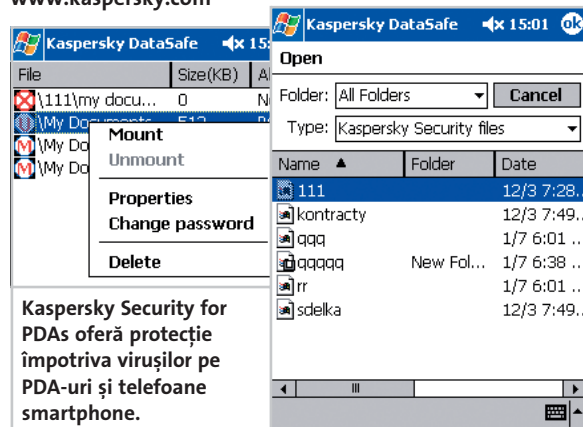 www.kaspersky.com
Kaspersky DataSafe
File Size(KB)
\111\my docu... 0
\My Documents 512
\My Do
\My Do
Mount
Unmount
Properties
Change password
Delete
Kaspersky Security for
PDAs oferă protecție
împotriva virușilor pe
PDA-uri și telefoane
smartphone.
Kaspersky DataSafe 15:01 ok
Open
Folder: All Folders Cancel
Type: Kaspersky Security files
Name Folder Date
111 12/3 7:28..
kontracty 12/3 7:49..
qqq 1/7 6:01 ..
qqqqq New Fol... 1/7 6:38 ..
rr 1/7 6:01 ..
sdelka 12/3 7:49..